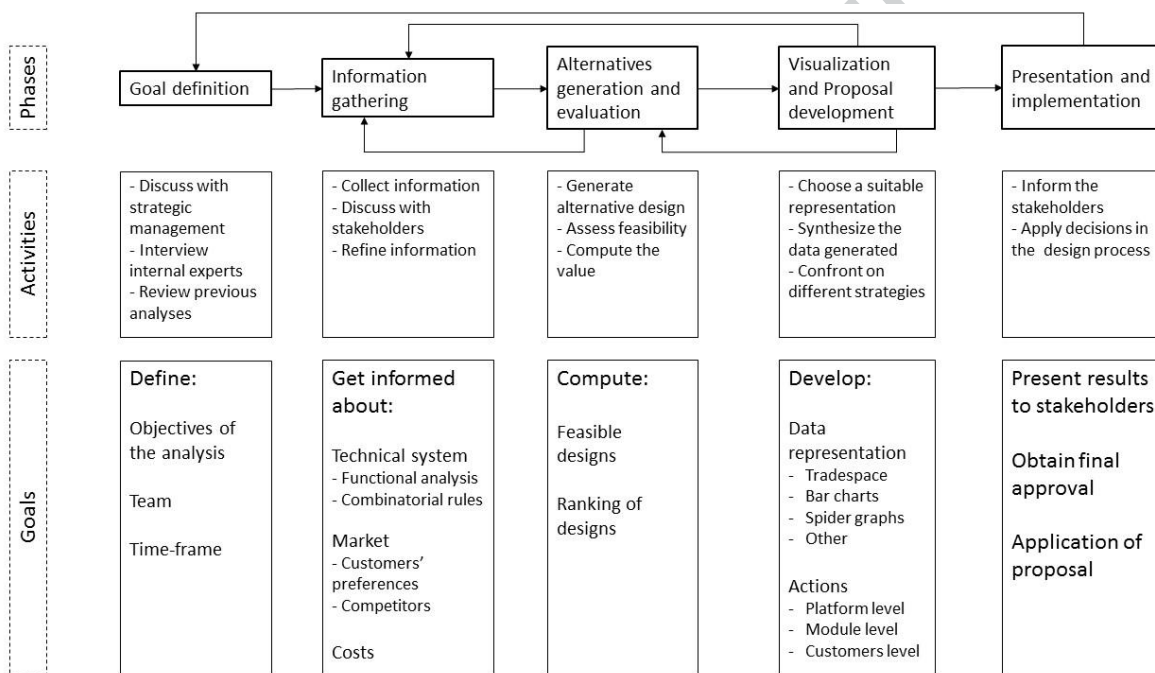 Phases
Goal definition
Information
gathering
Alternatives
generation and
evaluation
Visualization
and Proposal
development
Presentation and
implementation
Activities
- Discuss with
strategic
management
- Interview
internal experts
- Review previous
analyses
- Collect information
- Discuss with
stakeholders
- Refine information
- Generate
alternative design
- Assess feasibility
- Compute the
value
- Choose a suitable
representation
- Synthesize the
data generated
- Confront on
different strategies
- Inform the
stakeholders
- Apply decisions in
the design process
Goals
Define:
Objectives of
the analysis
Team
Time-frame
Get informed
about:
Technical system
- Functional analysis
- Combinatorial rules
Market
- Customers’
preferences
- Competitors
Costs
Compute:
Feasible
designs
Ranking of
designs
Develop:
Data
representation
- Tradespace
- Bar charts
- Spider graphs
- Other
Actions
- Platform level
- Module level
- Customers level
Present results
to stakeholders
Obtain final
approval
Application of
proposal